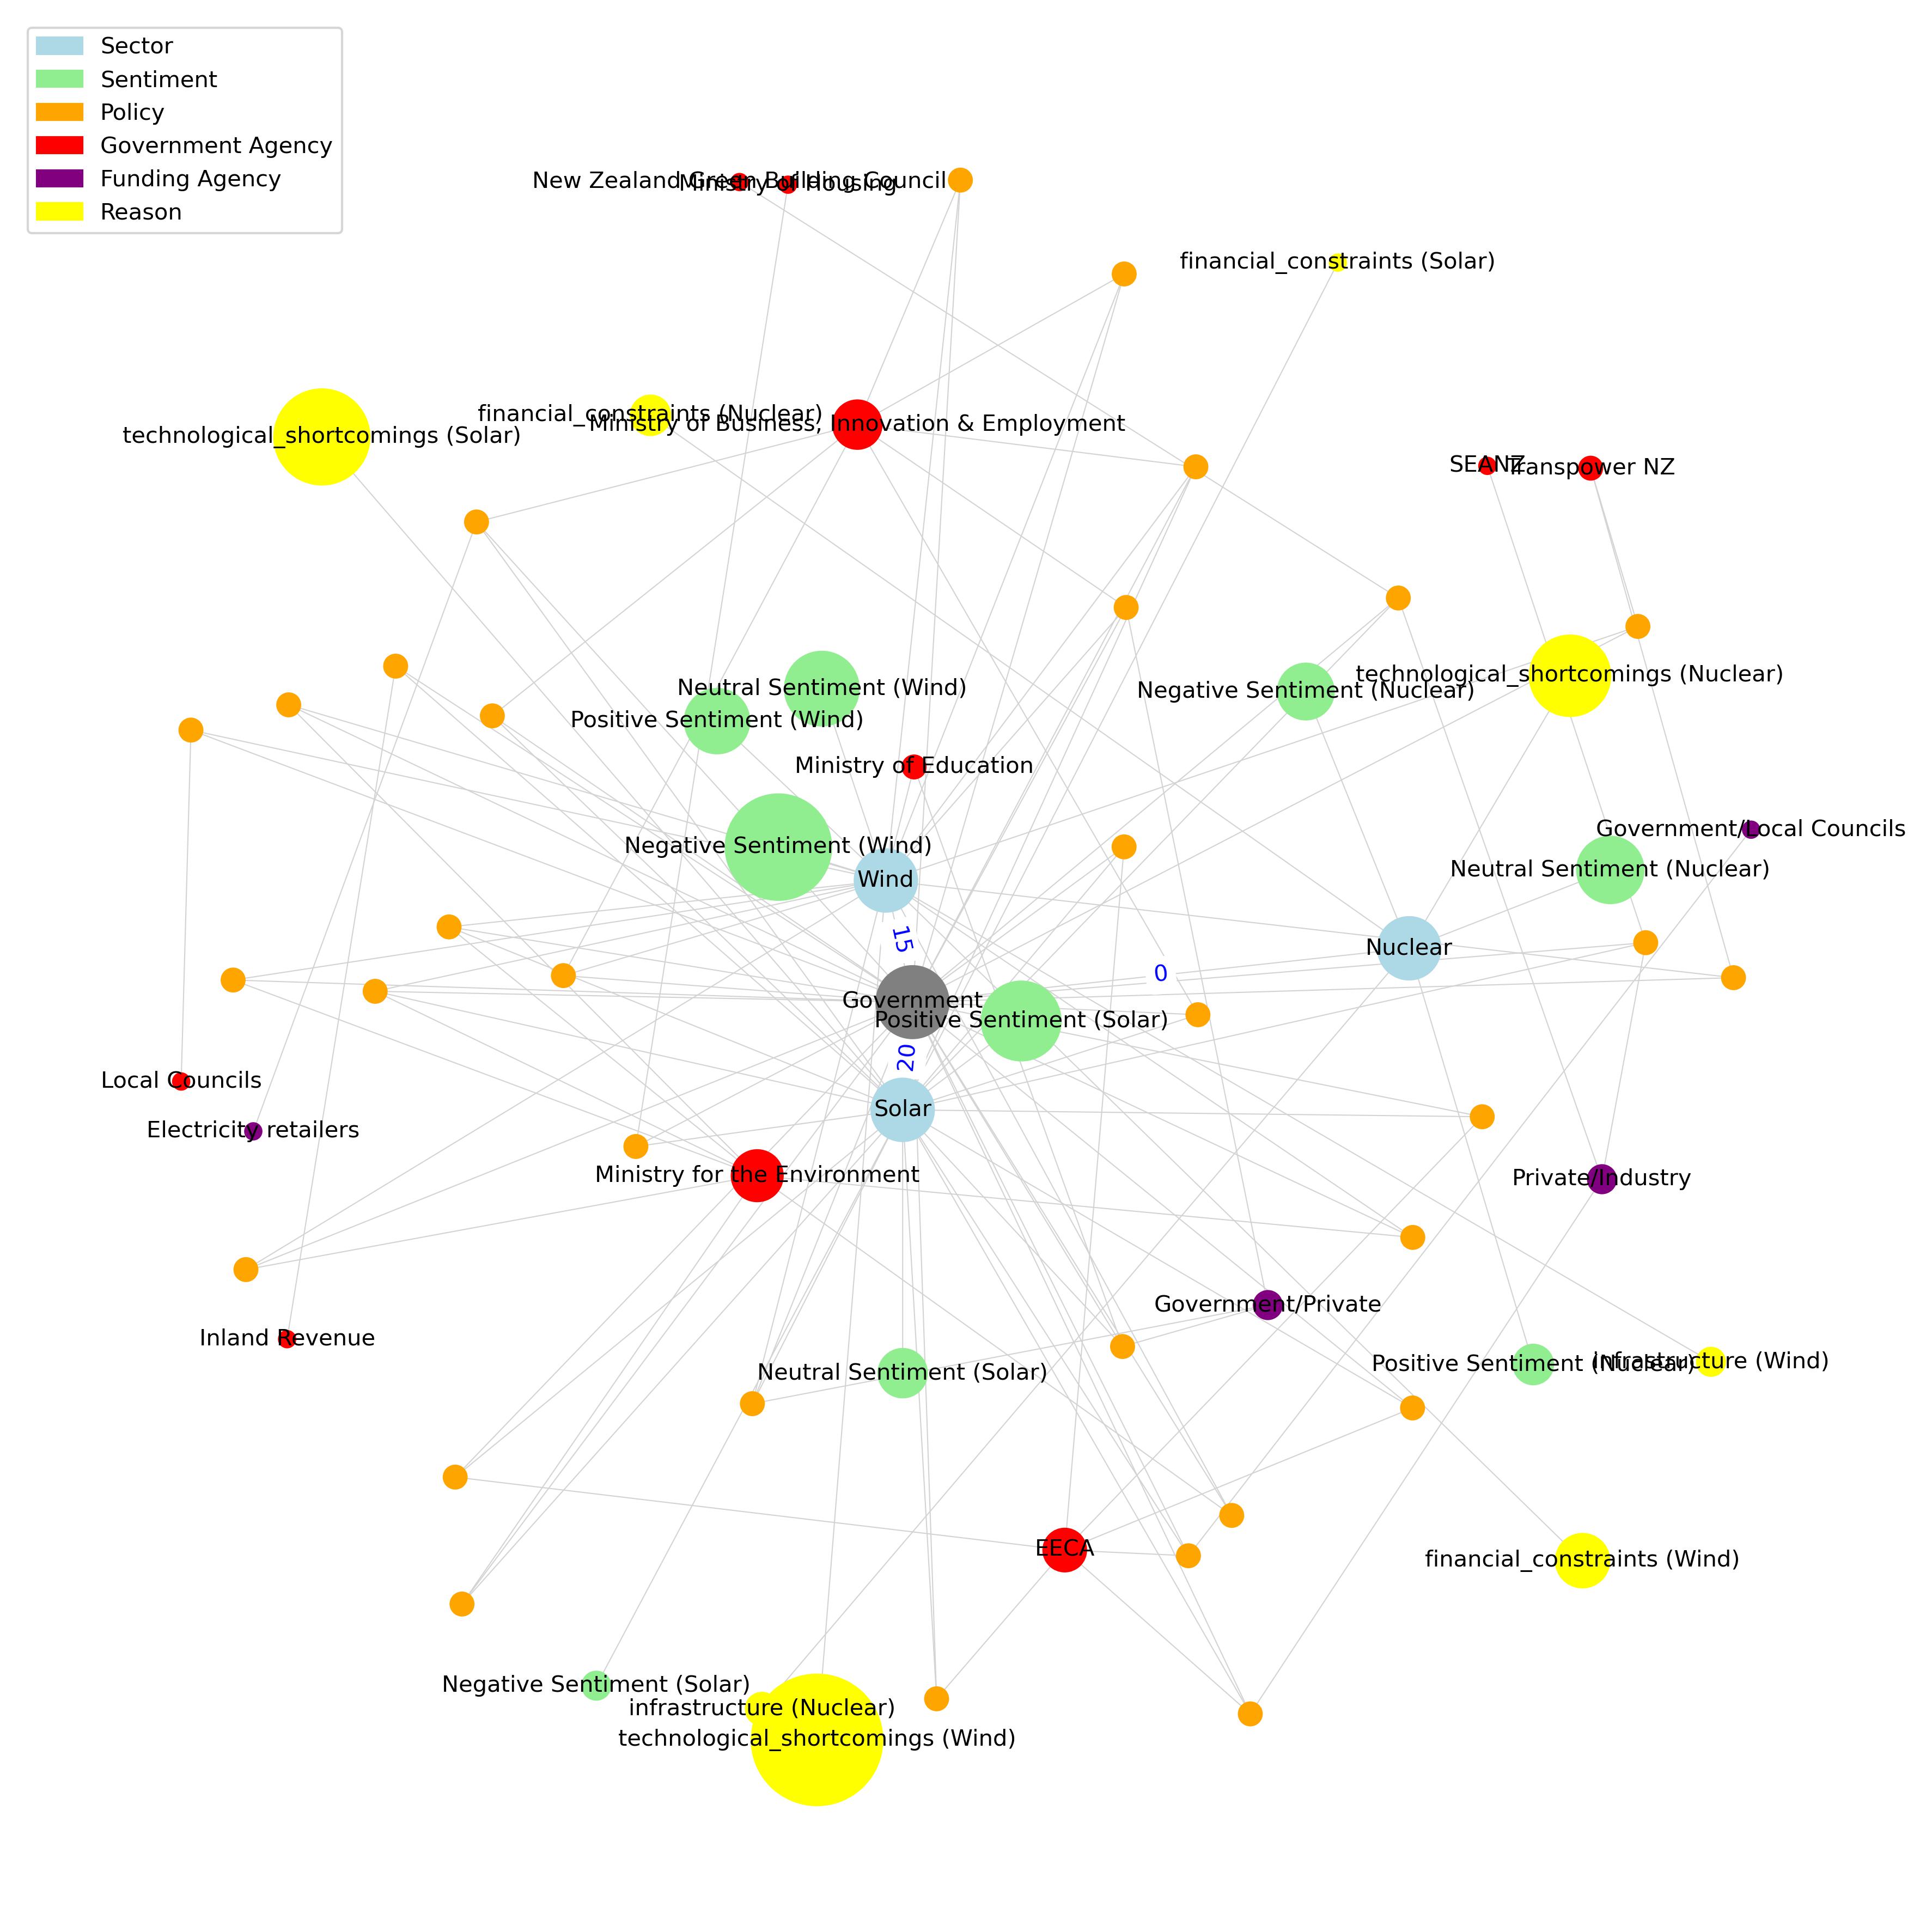 Sector
Sentiment
Policy
Government Agency
Funding Agency
Reason
New Zealand Green Building Council
Ministry of Housing
financial_constraints (Solar)
financial_constraints (Nuclear)
Ministry of Business, Innovation & Employment
technological_shortcomings (Solar)
SEANZ
Transpower NZ
technological_shortcomings (Nuclear)
Neutral Sentiment (Wind)
Negative Sentiment (Nuclear)
Positive Sentiment (Wind)
Ministry of Education
Government/Local Councils
Negative Sentiment (Wind)
Neutral Sentiment (Nuclear)
Wind
15
Nuclear
0
Government
Positive Sentiment (Solar)
20
Local Councils
Solar
Electricity retailers
Ministry for the Environment
Private/Industry
Government/Private
Inland Revenue
Positive Sentiment (Nuclear)
infrastructure (Wind)
Neutral Sentiment (Solar)
EECA
financial_constraints (Wind)
Negative Sentiment (Solar)
infrastructure (Nuclear)
technological_shortcomings (Wind)